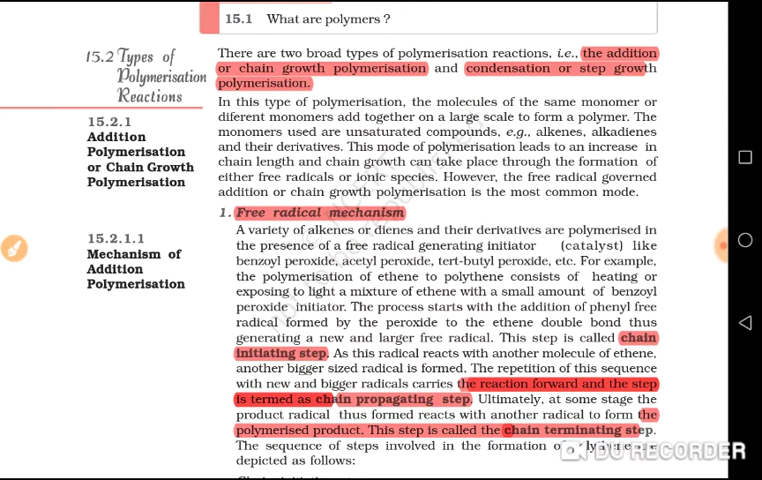 15.1 What are polymers ?
15.2 Types of
Polymerisation
Reactions
There are two broad types of polymerisation reactions, i.e., the addition
or chain growth polymerisation and condensation or step growth
polymerisation.
15.2.1
Addition
Polymerisation
or Chain Growth
Polymerisation
In this type of polymerisation, the molecules of the same monomer or
diferent monomers add together on a large scale to form a polymer. The
monomers used are unsaturated compounds, e.g., alkenes, alkadienes
and their derivatives. This mode of polymerisation leads to an increase in
chain length and chain growth can take place through the formation of
either free radicals or ionic species. However, the free radical governed
addition or chain growth polymerisation is the most common mode.
15.2.1.1
Mechanism of
Addition
Polymerisation
1. Free radical mechanism
A variety of alkenes or dienes and their derivatives are polymerised in
the presence of a free radical generating initiator (catalyst) like
benzoyl peroxide, acetyl peroxide, tert-butyl peroxide, etc. For example,
the polymerisation of ethene to polythene consists of heating or
exposing to light a mixture of ethene with a small amount of benzoyl
peroxide initiator. The process starts with the addition of phenyl free
radical formed by the peroxide to the ethene double bond thus
generating a new and larger free radical. This step is called chain
initiating step. As this radical reacts with another molecule of ethene,
another bigger sized radical is formed. The repetition of this sequence
with new and bigger radicals carries the reaction forward and the step
is termed as chain propagating step. Ultimately, at some stage the
product radical thus formed reacts with another radical to form the
polymerised product. This step is called the chain terminating step.
The sequence of steps involved in the formation of are
depicted as follows:
DU RECORDER